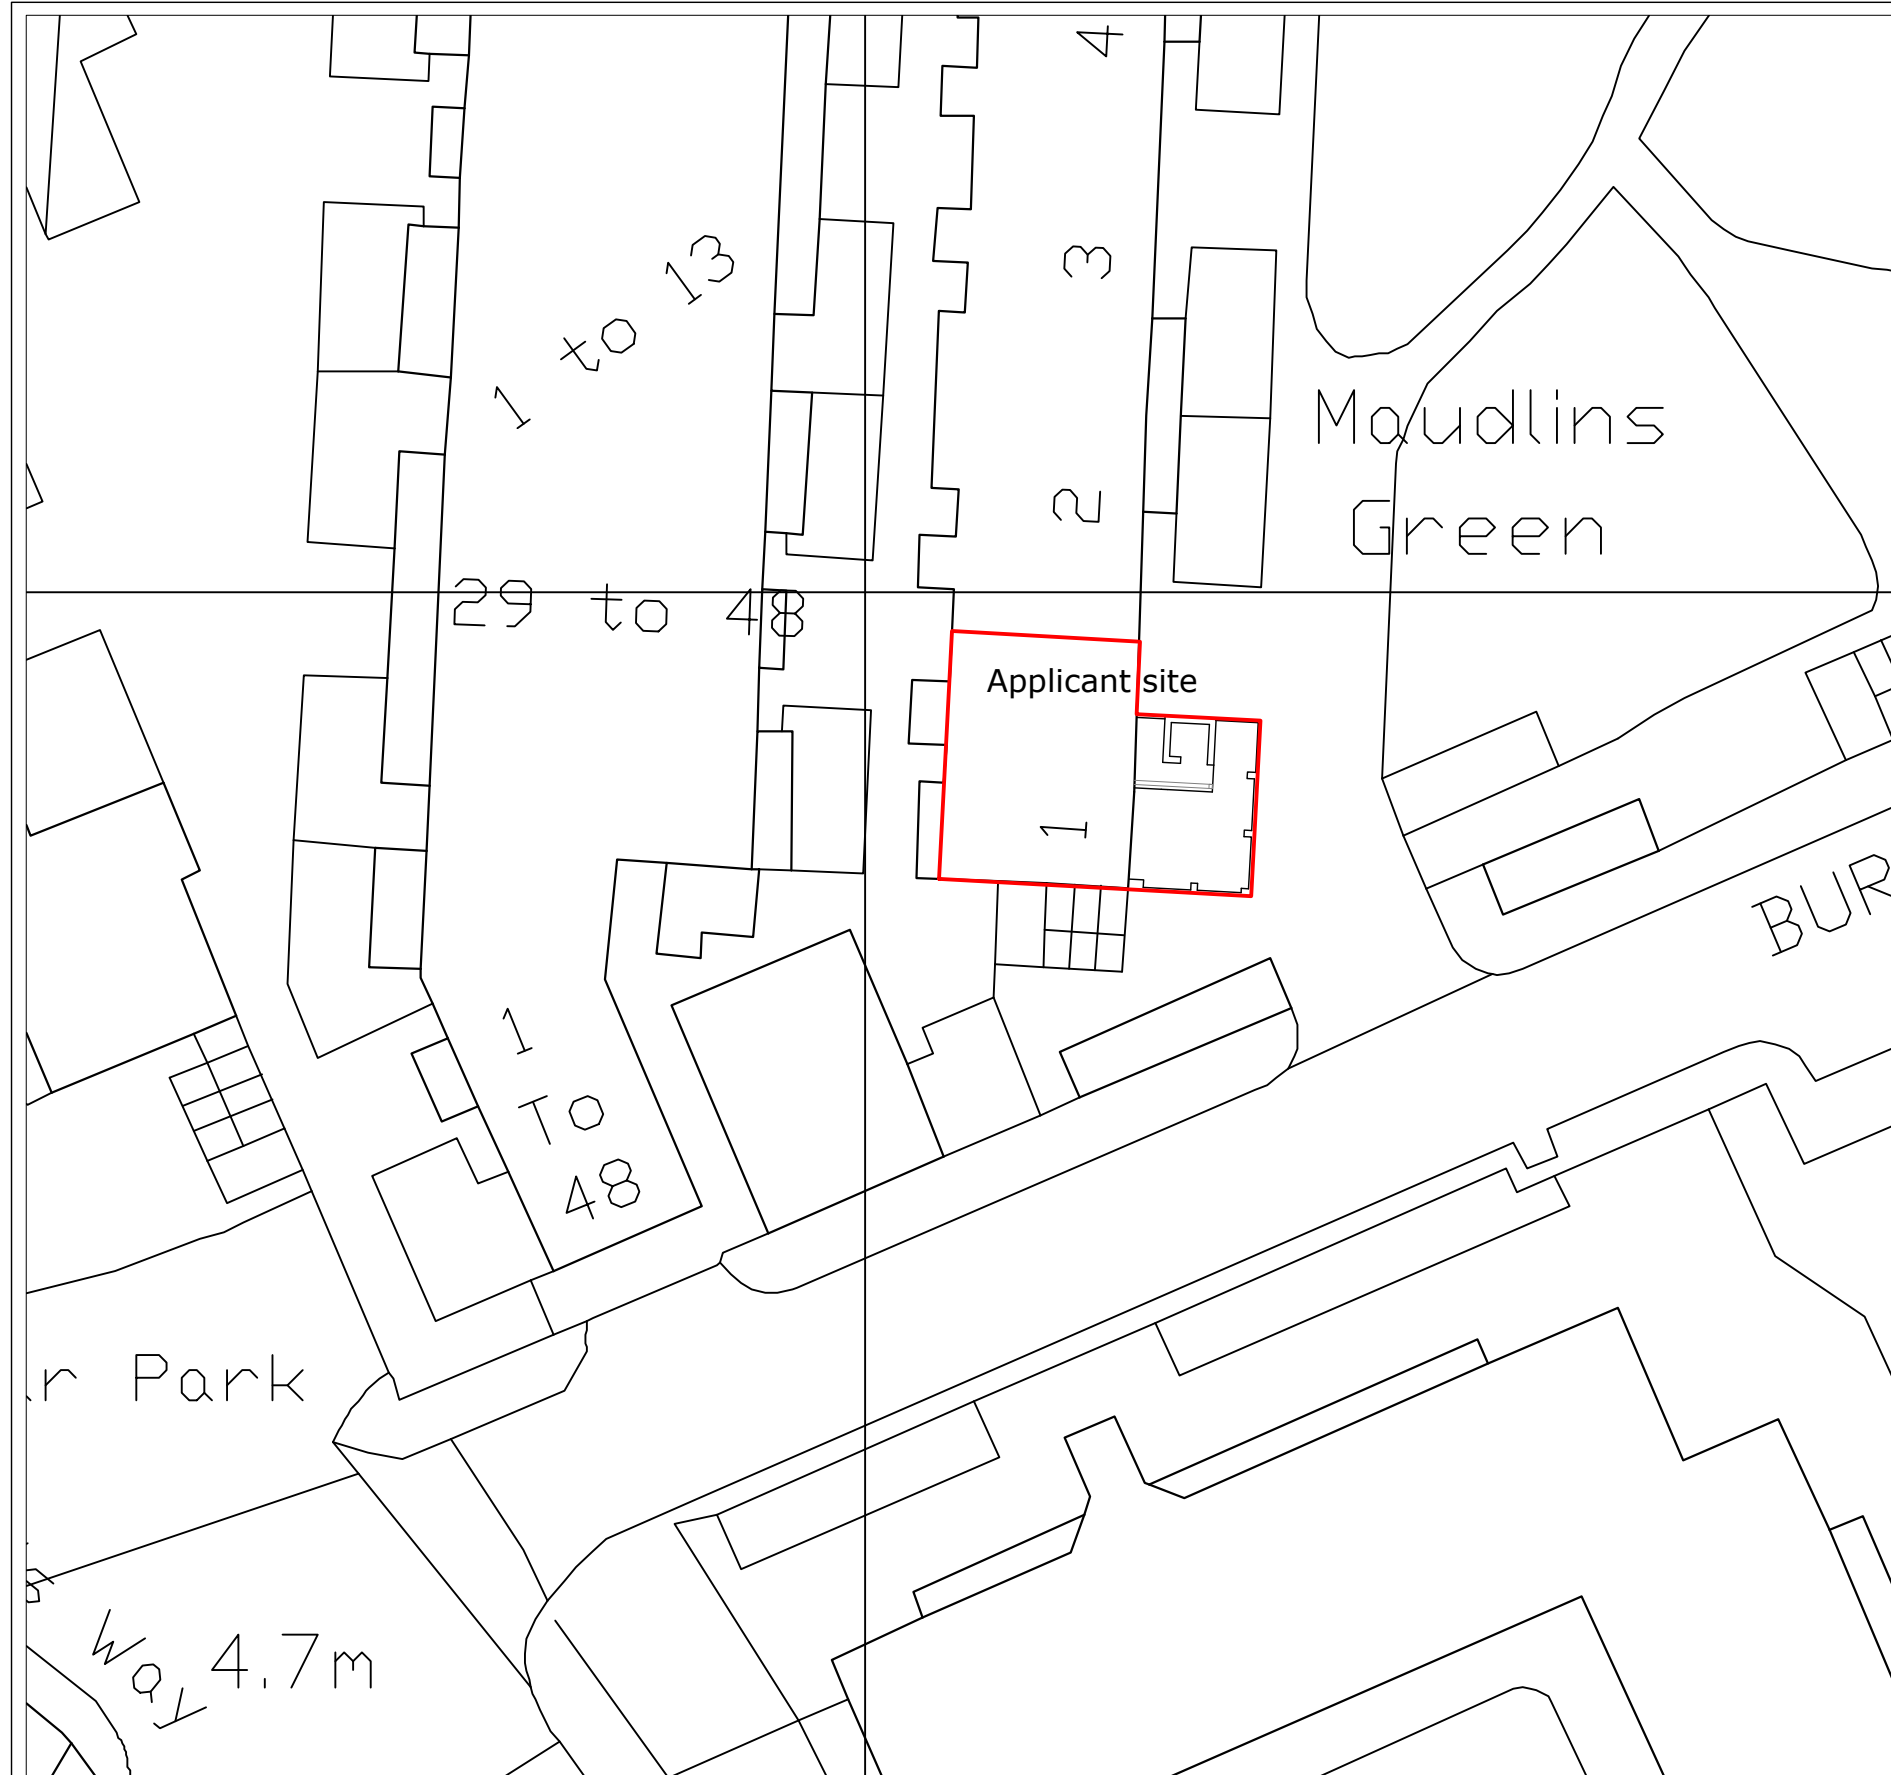 4
1 to 13
3
Maudlins
Green
2
29 to 48
Applicant site
1
BUR
1
To
48
r Park
Way
4.7m